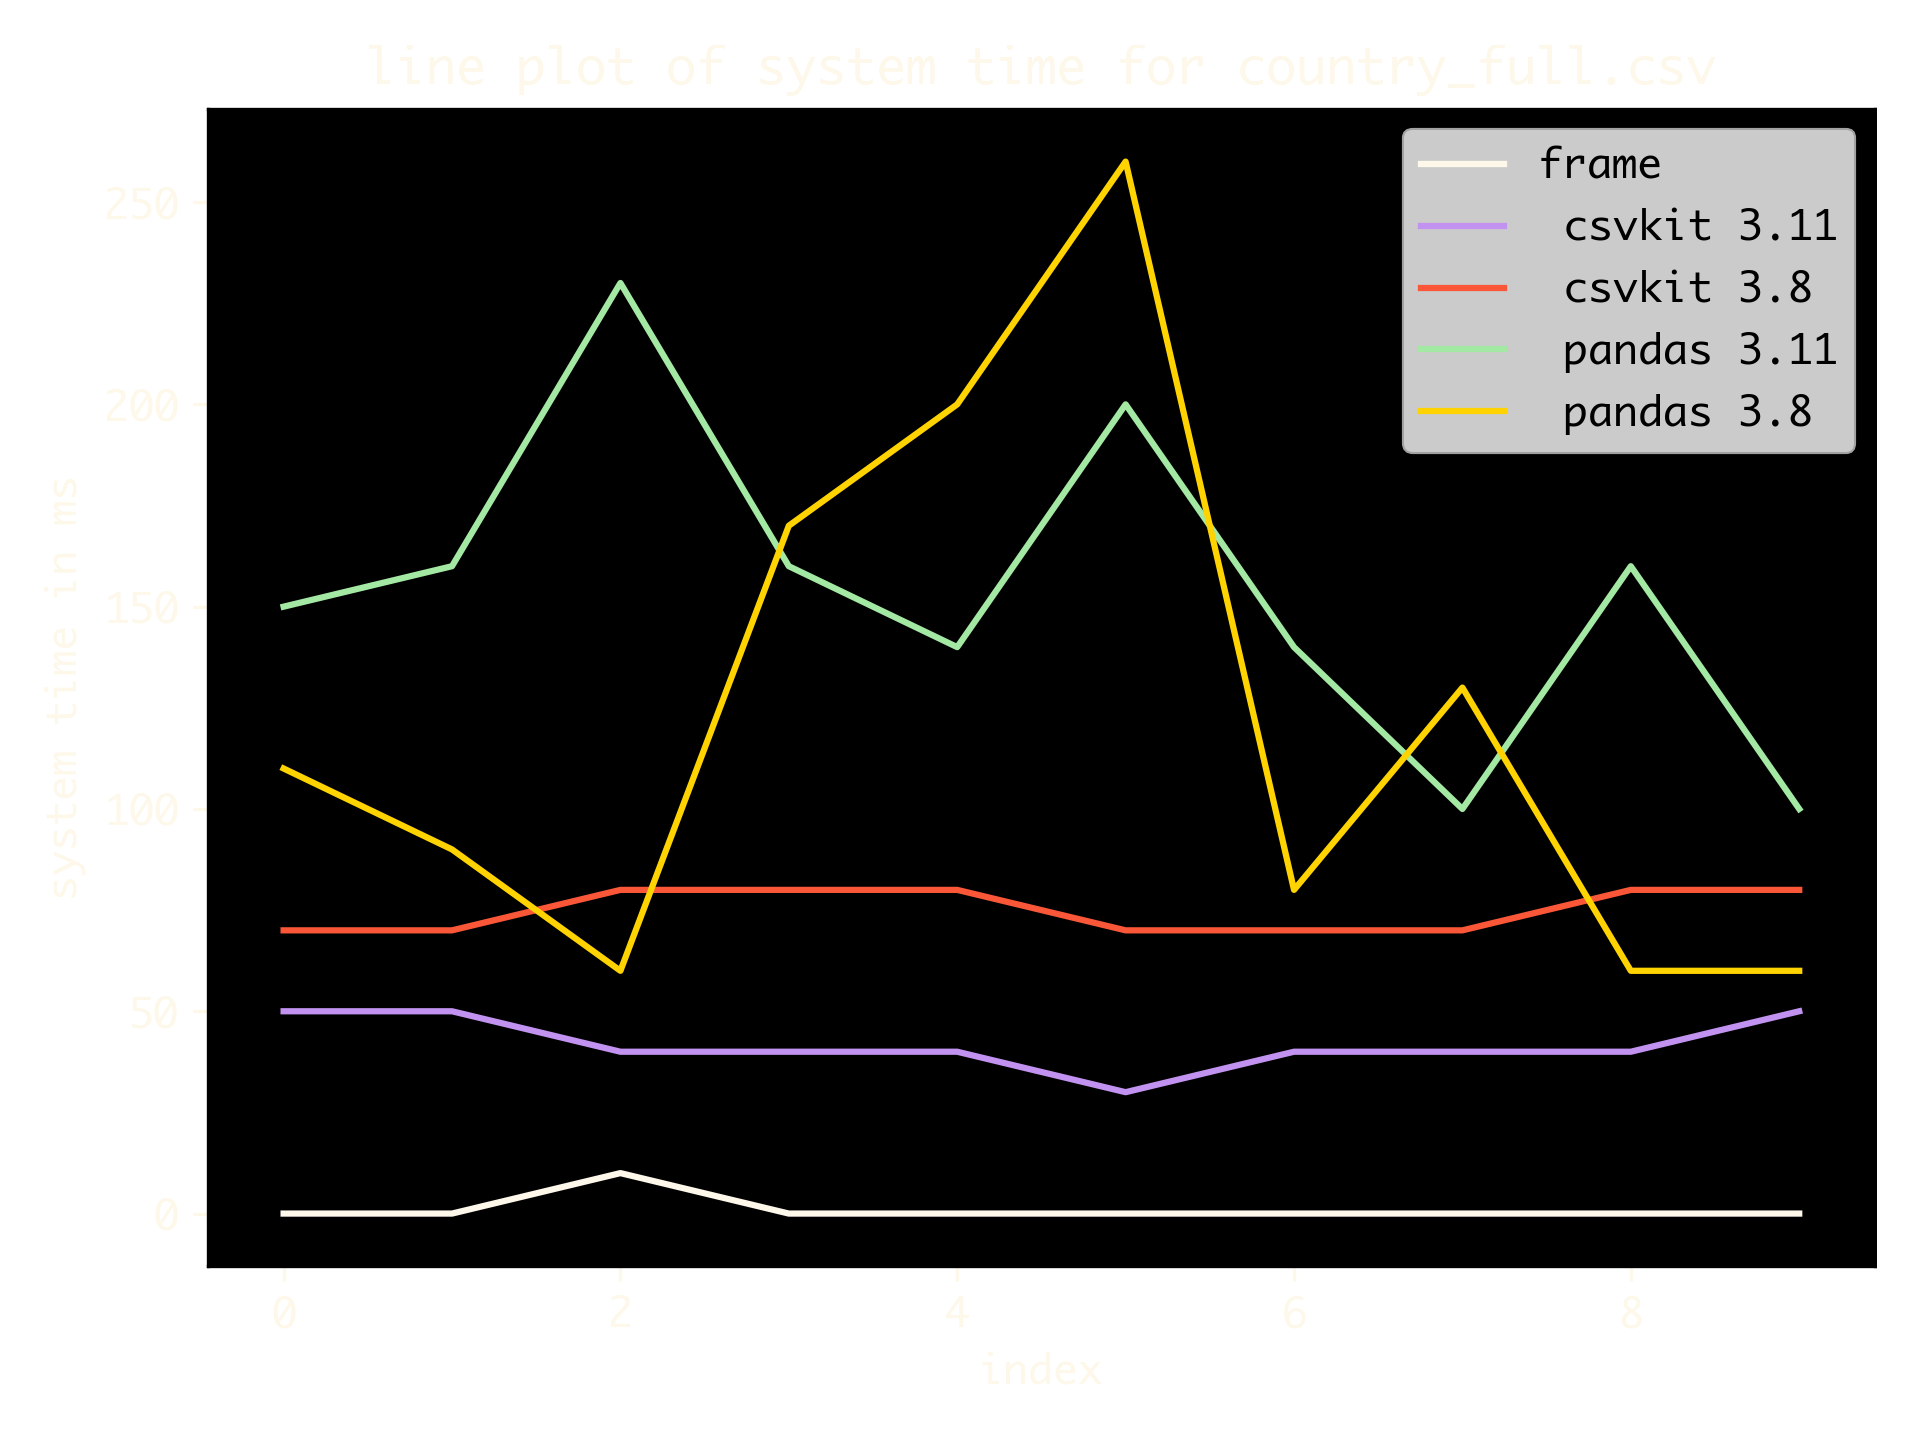 line plot of system time for country_full.csv
frame
csvkit 3.11
csvkit 3.8
pandas 3.11
pandas 3.8
system time in ms
250
200
150
100
50
0
0 2 4 6 8
index